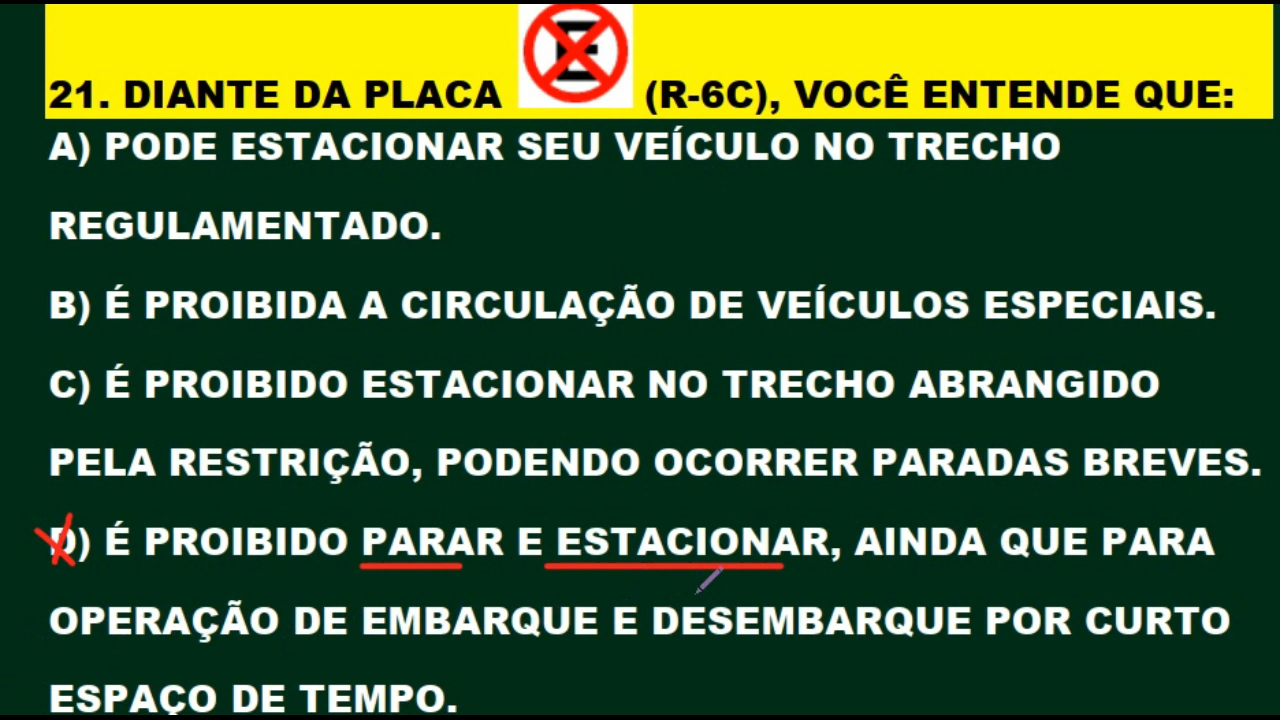 21. DIANTE DA PLACA E (R-6C), VOCÊ ENTENDE QUE:
A) PODE ESTACIONAR SEU VEÍCULO NO TRECHO
REGULAMENTADO.
B) É PROIBIDA A CIRCULAÇÃO DE VEÍCULOS ESPECIAIS.
C) É PROIBIDO ESTACIONAR NO TRECHO ABRANGIDO
PELA RESTRIÇÃO, PODENDO OCORRER PARADAS BREVES.
D) É PROIBIDO PARAR E ESTACIONAR, AINDA QUE PARA
OPERAÇÃO DE EMBARQUE E DESEMBARQUE POR CURTO
ESPAÇO DE TEMPO.